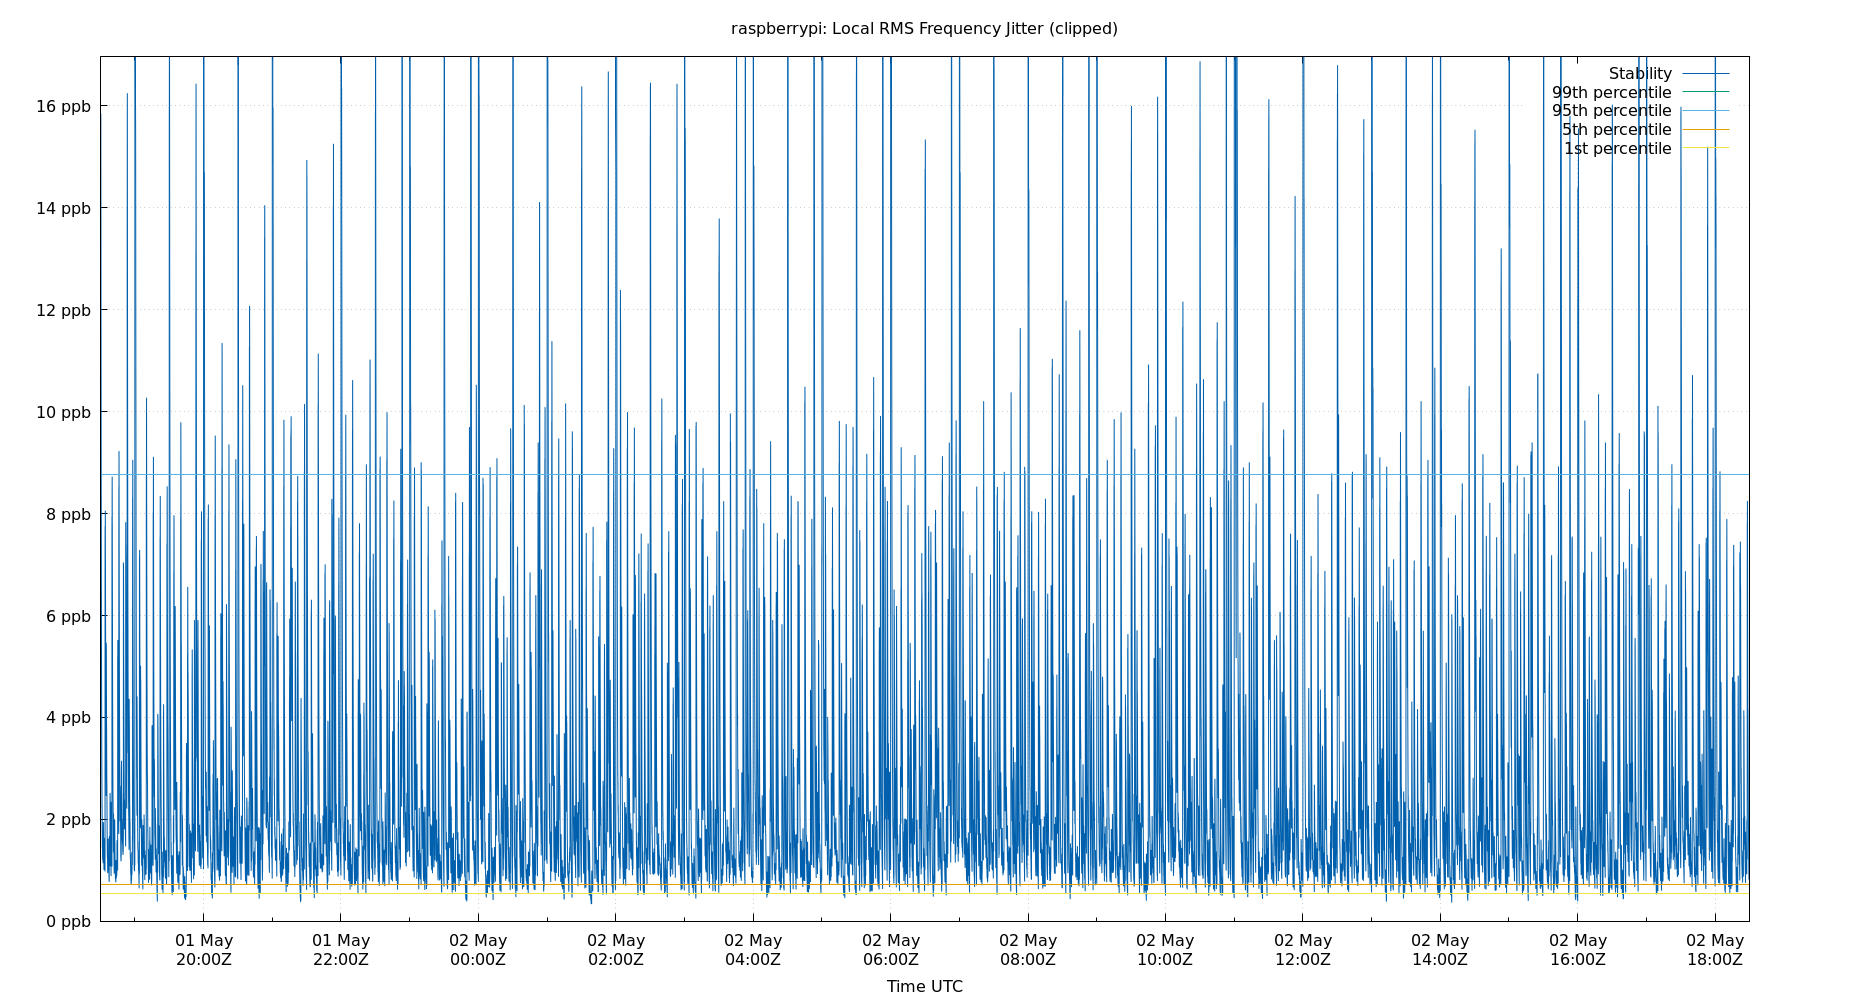 raspberrypi: Local RMS Frequency Jitter (clipped)
Stability
99th percentile
95th percentile
5th percentile
1st percentile
16 ppb
14 ppb
12 ppb
10 ppb
8 ppb
6 ppb
4 ppb
2 ppb
0 ppb
01 May 01 May 02 May 02 May 02 May 02 May 02 May 02 May 02 May 02 May 02 May 02 May
20:00Z 22:00Z 00:00Z 02:00Z 04:00Z 06:00Z 08:00Z 10:00Z 12:00Z 14:00Z 16:00Z 18:00Z
Time UTC